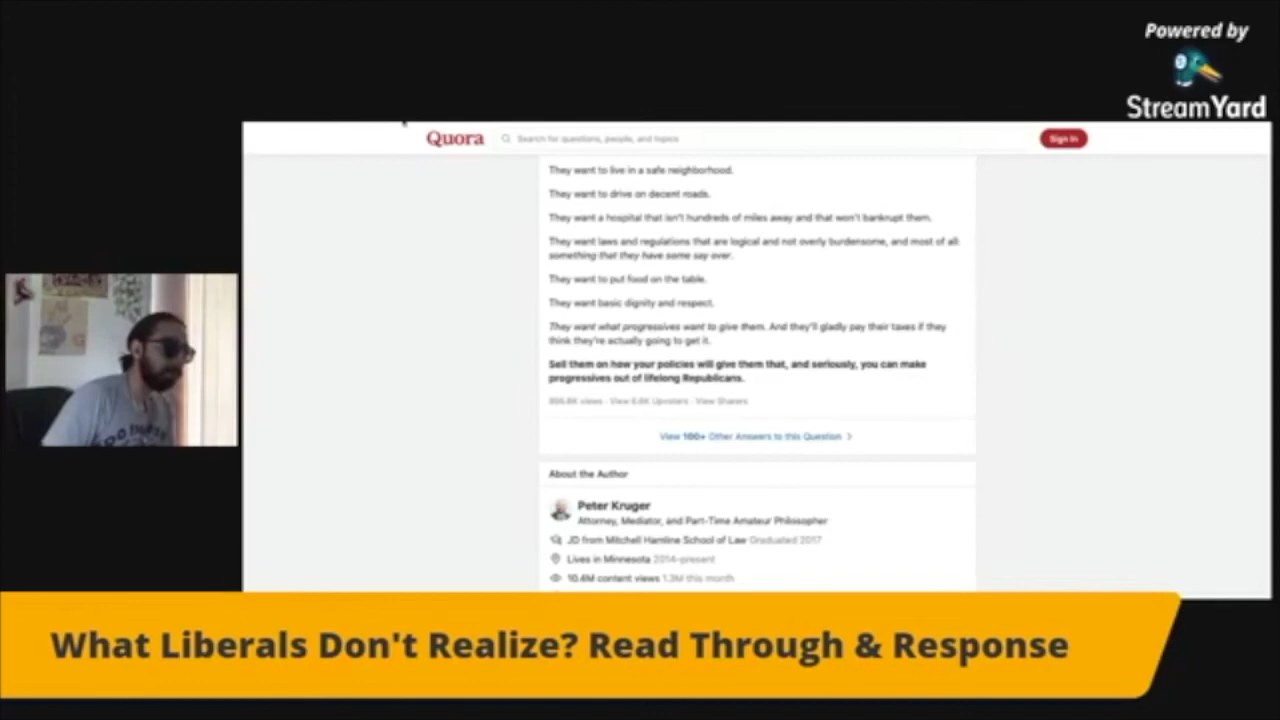 Powered by
StreamYard
Quora
Search for questions, people, and topics
Sign In
They want to live in a safe neighborhood.
They want to drive on decent roads.
They want a hospital that isn't hundreds of miles away and that won't bankrupt them.
They want laws and regulations that are logical and not overly burdensome, and most of all:
something that they have some say over.
They want to put food on the table.
They want basic dignity and respect.
They want what progressives want to give them. And they'll gladly pay their taxes if they
think they're actually going to get it.
Sell them on how your policies will give them that, and seriously, you can make
progressives out of lifelong Republicans.
views · View Upvoters · View Sharers
View 100+ Other Answers to this Question
About the Author
Peter Kruger
Attorney, Mediator, and Part-Time Amateur Philosopher
JD from Mitchell Hamline School of Law Graduated 2017
Lives in Minnesota 2014-present
10.4M content views 1.3M this month
What Liberals Don't Realize? Read Through & Response